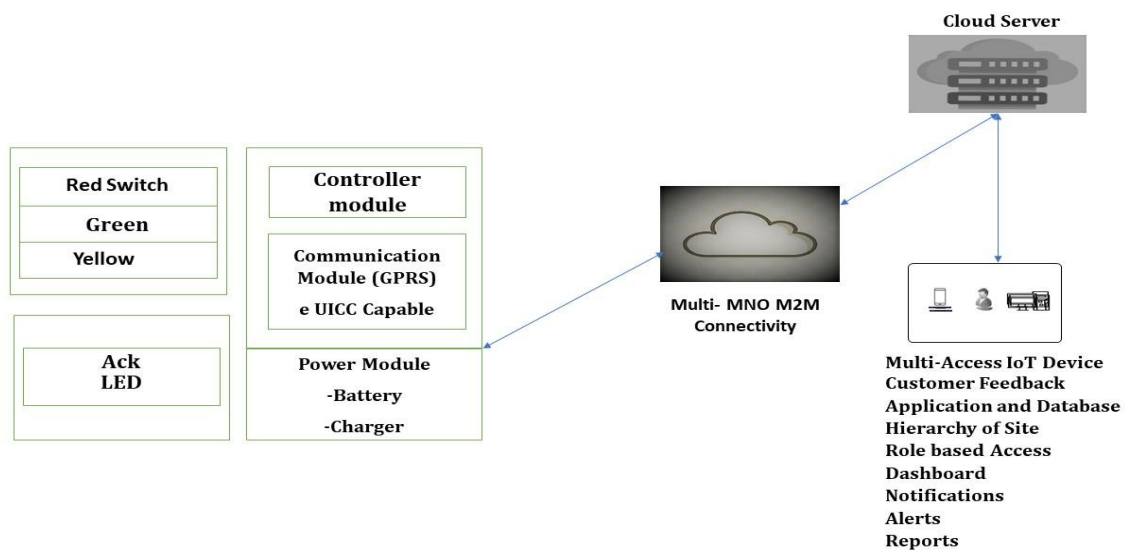 Cloud Server
Red Switch
Green
Yellow
Ack
LED
Controller
module
Communication
Module (GPRS)
e UICC Capable
Power Module
-Battery
-Charger
Multi- MNO M2M
Connectivity
Multi-Access IoT Device
Customer Feedback
Application and Database
Hierarchy of Site
Role based Access
Dashboard
Notifications
Alerts
Reports